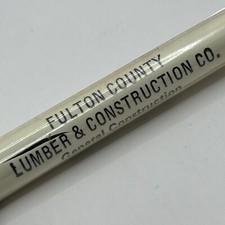 FULTON COUNTY
LUMBER & CONSTRUCTION CO.
General Construction